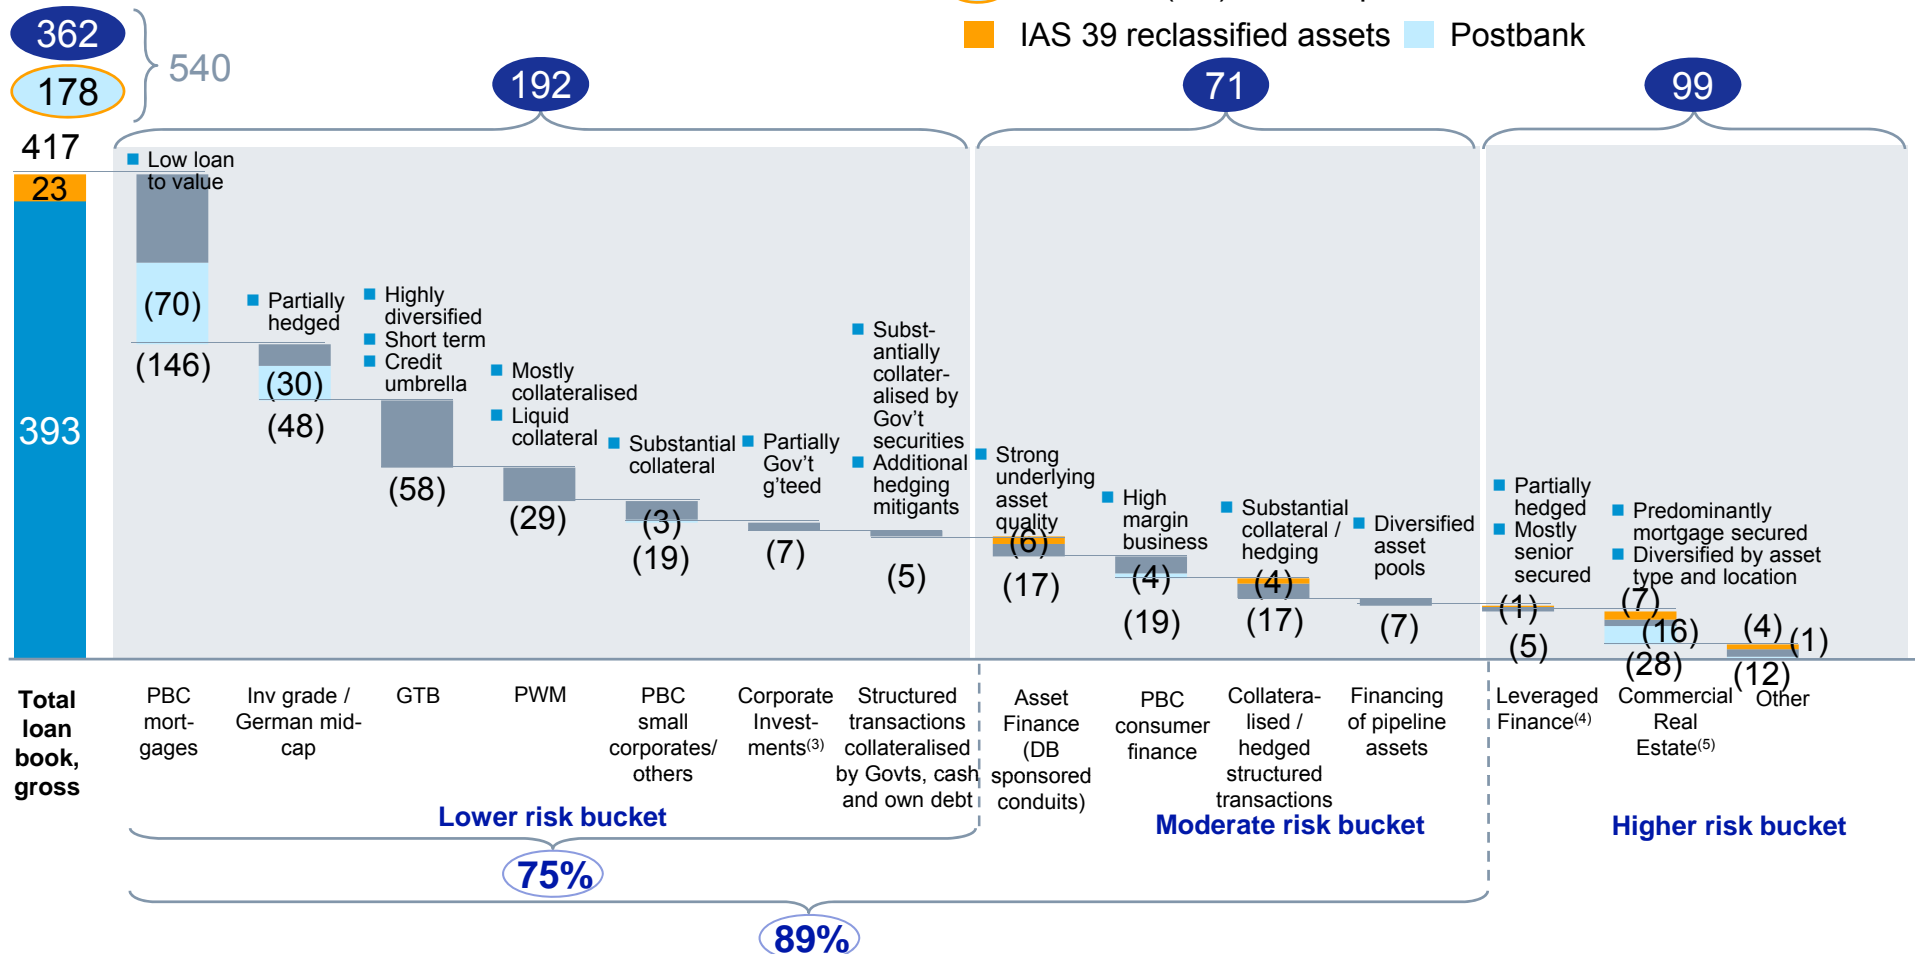 IAS 39 reclassified assets
Postbank
362
178
540
192
71
99
417
23
393
Low loan
to value
(70)
(146)
Partially
hedged
(30)
(48)
Highly
diversified
Short term
Credit
umbrella
(58)
Mostly
collateralised
Liquid
collateral
(29)
Substantial
collateral
(3)
(19)
Partially
Gov't
g'teed
(7)
Subst-
antially
collater-
alised by
Gov't
securities
Additional
hedging
mitigants
(5)
Strong
underlying
asset
quality
(6)
(17)
High
margin
business
(4)
(19)
Substantial
collateral /
hedging
(4)
(17)
Diversified
asset
pools
(7)
Partially
hedged
Mostly
senior
secured
(1)
(5)
Predominantly
mortgage secured
Diversified by asset
type and location
(7)
(16)
(28)
(4)
(1)
(12)
Total
loan
book,
gross
PBC
mort-
gages
Inv grade /
German mid-
cap
GTB
PWM
PBC
small
corporates/
others
Corporate
Invest-
ments(3)
Structured
transactions
collateralised
by Govts, cash
and own debt
Asset
Finance
(DB
sponsored
conduits)
PBC
consumer
finance
Collatera-
lised /
hedged
structured
transactions
Financing
of pipeline
assets
Leveraged
Finance(4)
Commercial
Real
Estate(5)
Other
Lower risk bucket
Moderate risk bucket
Higher risk bucket
75%
89%